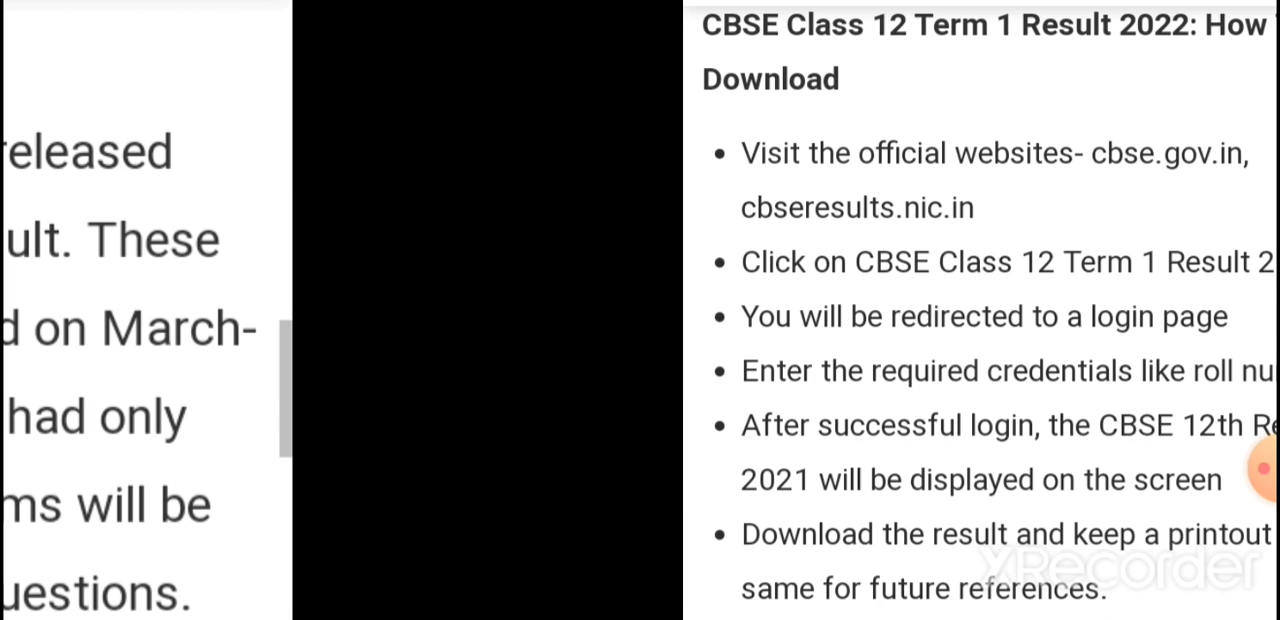 eleased
ult. These
d on March-
had only
ms will be
uestions.
CBSE Class 12 Term 1 Result 2022: How
Download
• Visit the official websites- cbse.gov.in,
cbseresults.nic.in
• Click on CBSE Class 12 Term 1 Result 2
• You will be redirected to a login page
• Enter the required credentials like roll nu
• After successful login, the CBSE 12th Re
2021 will be displayed on the screen
• Download the result and keep a printout
same for future references.
XRecorder